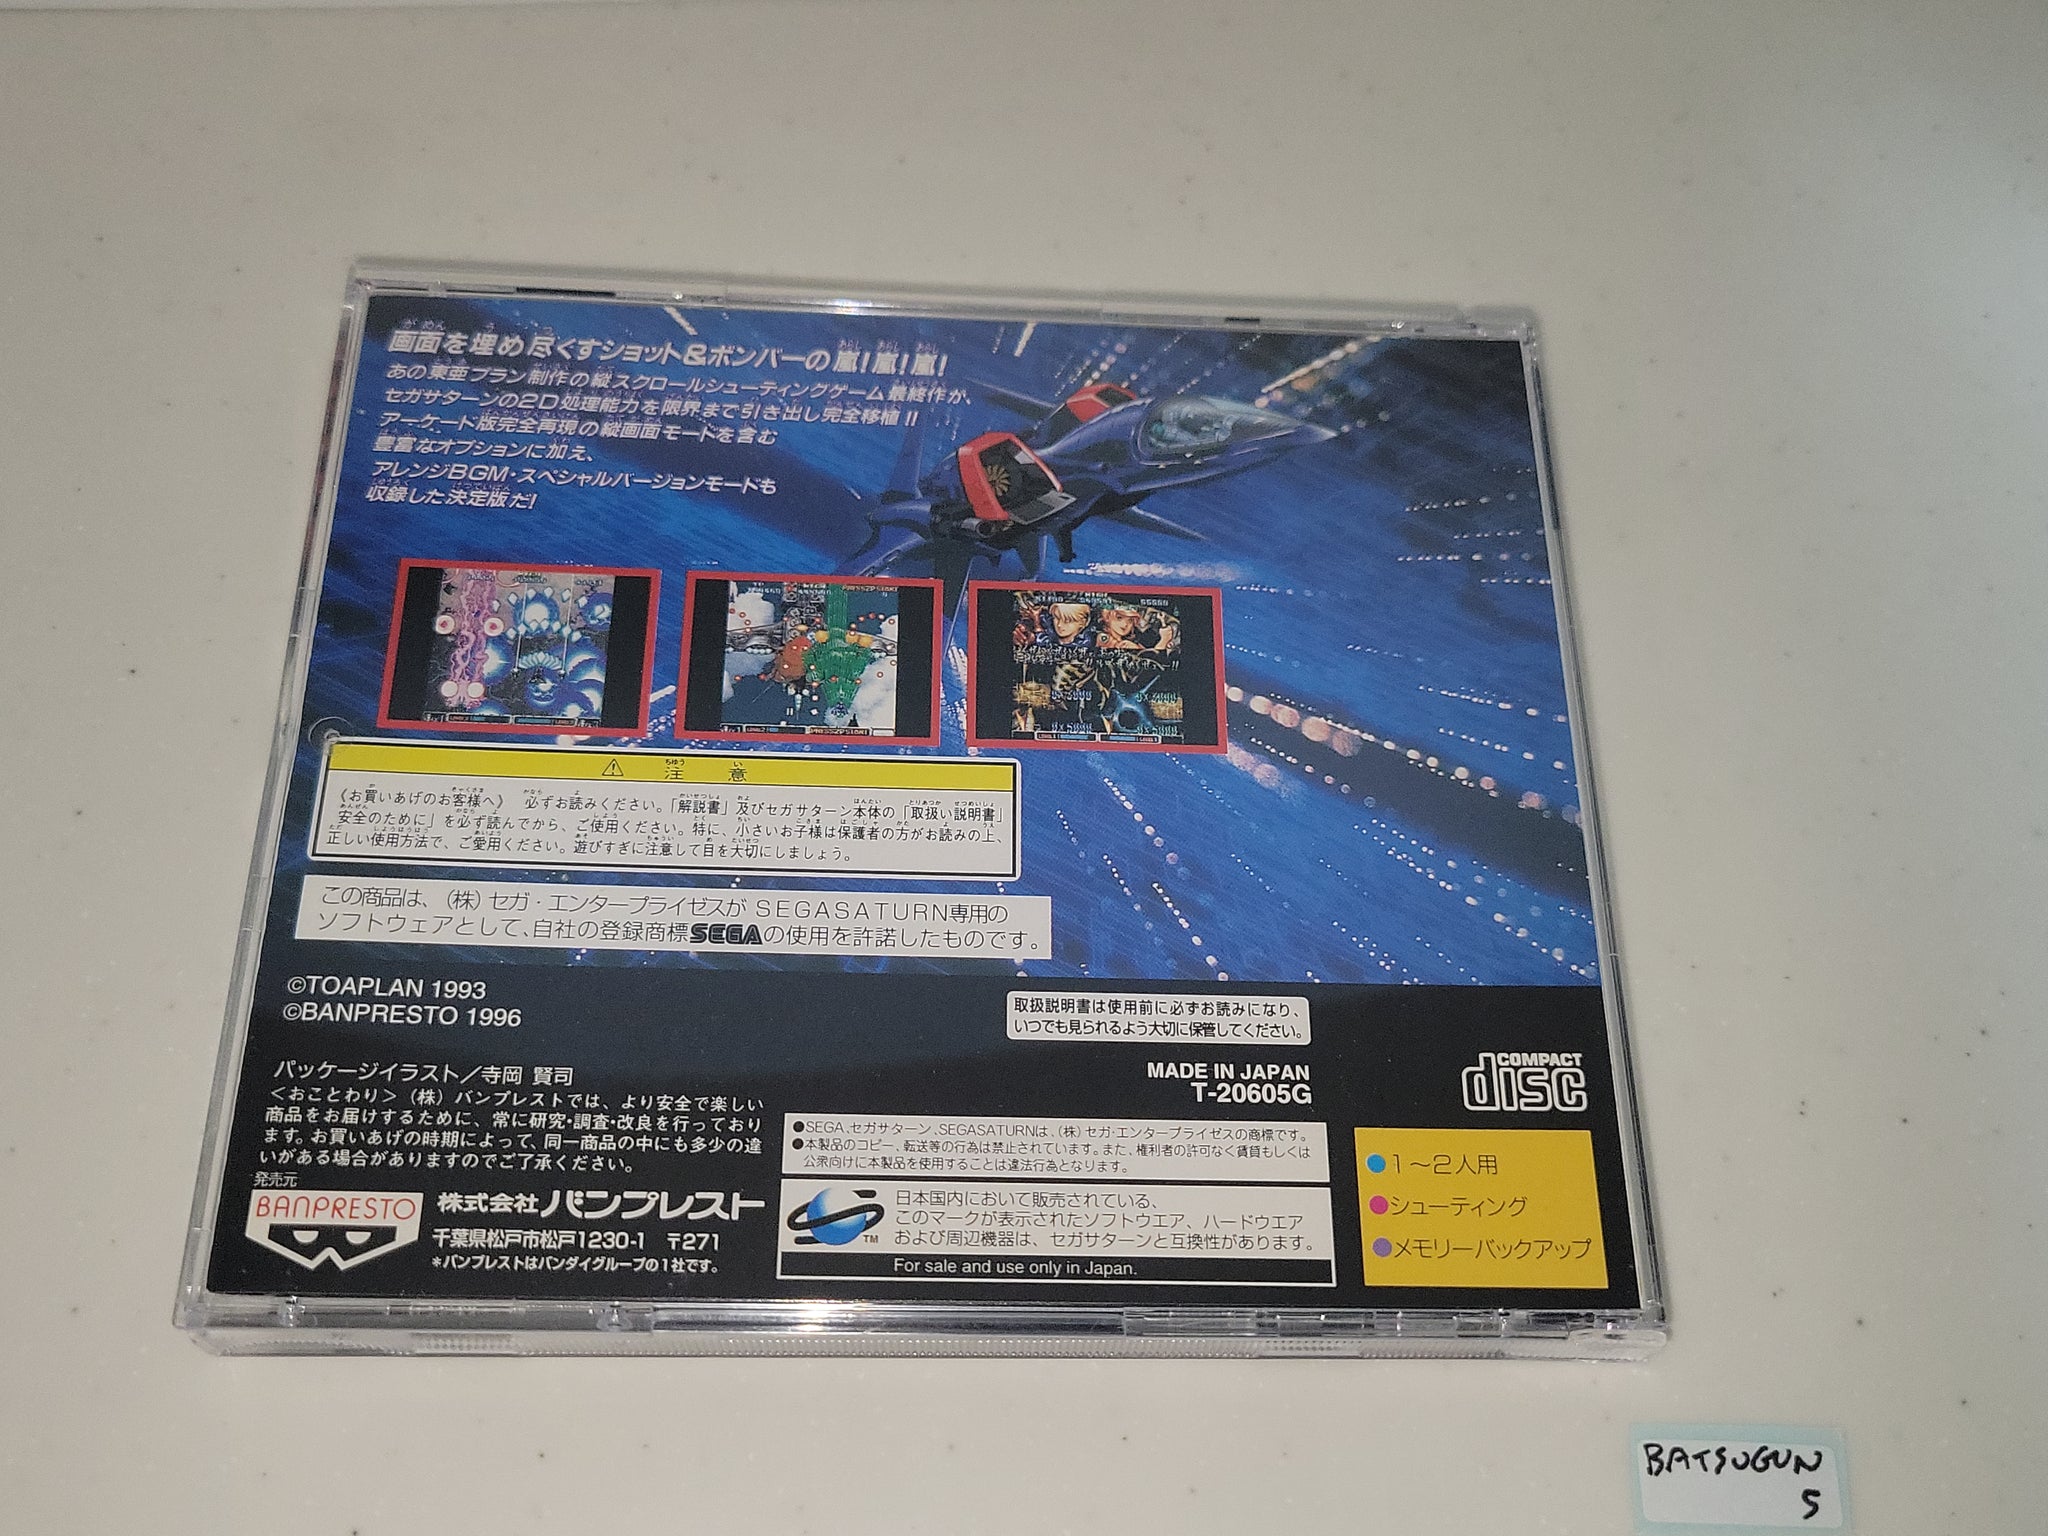 画面を埋め尽くすショット&ボンバーの嵐!嵐!嵐!
あの東亜プラン制作の縦スクロールシューティングゲーム最終作が、
セガサターンの2D処理能力を限界まで引き出し完全移植!!
アーケード版完全再現の縦画面モードを含む
豊富なオプションに加え、
アレンジBGM・スペシャルバージョンモードも
収録した決定版だ!
注意
《お買いあげのお客様へ》 必ずお読みください。「解説書」及びセガサターン本体の「取扱い説明書」
「安全のために」を必ず読んでから、ご使用ください。特に、小さいお子様は保護者の方がお読みの上、
正しい使用方法で、ご愛用ください。遊びすぎに注意して目を大切にしましょう。
この商品は、(株)セガ・エンタープライゼスが SEGASATURN専用の
ソフトウェアとして、自社の登録商標SEGAの使用を許諾したものです。
©TOAPLAN 1993
©BANPRESTO 1996
取扱説明書は使用前に必ずお読みになり、
いつでも見られるよう大切に保管してください。
MADE IN JAPAN
T-20605G
COMPACT
disc
パッケージイラスト/寺岡 賢司
<おことわり>(株)バンプレストでは、より安全で楽しい
商品をお届けするために、常に研究・調査・改良を行っており
ます。お買いあげの時期によって、同一商品の中にも多少の違
いがある場合がありますのでご了承ください。
発売元
BANPRESTO
株式会社 バンプレスト
千葉県松戸市松戸1230-1 〒271
*バンプレストはバンダイグループの1社です。
●SEGA、セガサターン、SEGASATURNは、(株)セガ・エンタープライゼスの商標です。
●本製品のコピー、転送等の行為は禁止されています。また、権利者の許可なく賃貸もしくは
公衆向けに本製品を使用することは違法行為となります。
日本国内において販売されている、
このマークが表示されたソフトウエア、ハードウエア
および周辺機器は、セガサターンと互換性があります。
TM
For sale and use only in Japan.
●1~2人用
●シューティング
●メモリーバックアップ
BATSUGUN
5